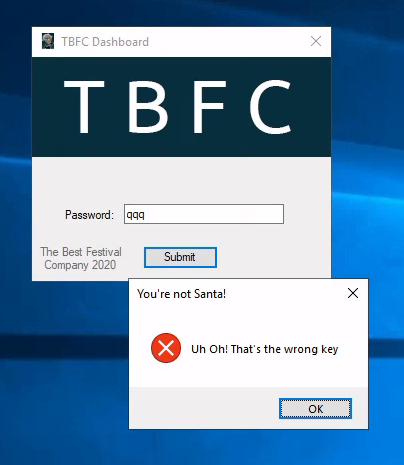 TBFC Dashboard
TBFC
Password: qqq
The Best Festival
Company 2020
Submit
You're not Santa!
Uh Oh! That's the wrong key
OK